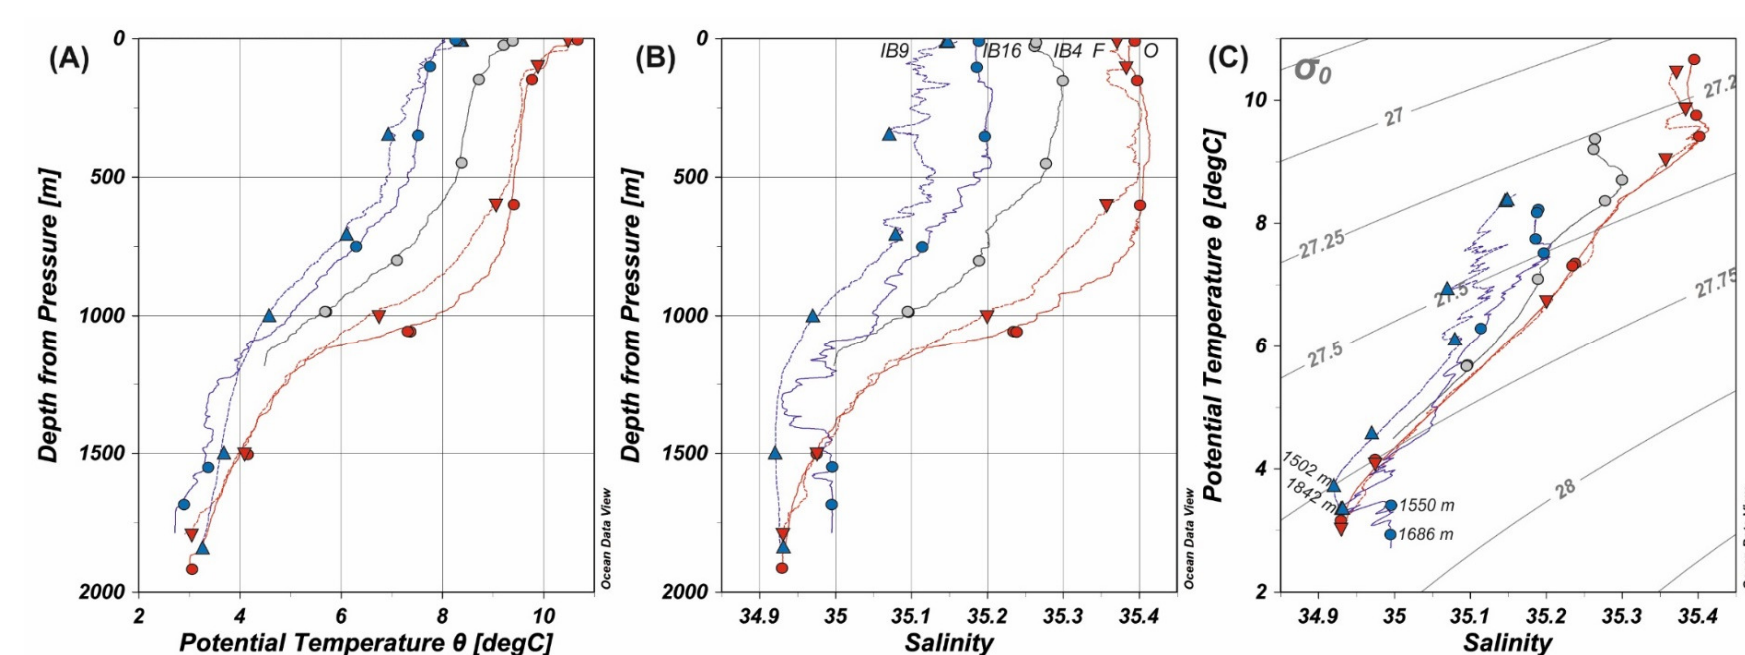 (A)
0
500
1000
1500
2000
2
4
6
8
10
Depth from Pressure [m]
Potential Temperature θ [degC]
Ocean Data View
(B)
IB9
IB16
IB4
F
O
0
500
1000
1500
2000
34.9
35
35.1
35.2
35.3
35.4
Depth from Pressure [m]
Salinity
Ocean Data View
(C)
σ0
27
27.2
27.25
27.5
27.5
27.75
28
1502 m
1842 m
1550 m
1686 m
10
8
6
4
2
34.9
35
35.1
35.2
35.3
35.4
Potential Temperature θ [degC]
Salinity